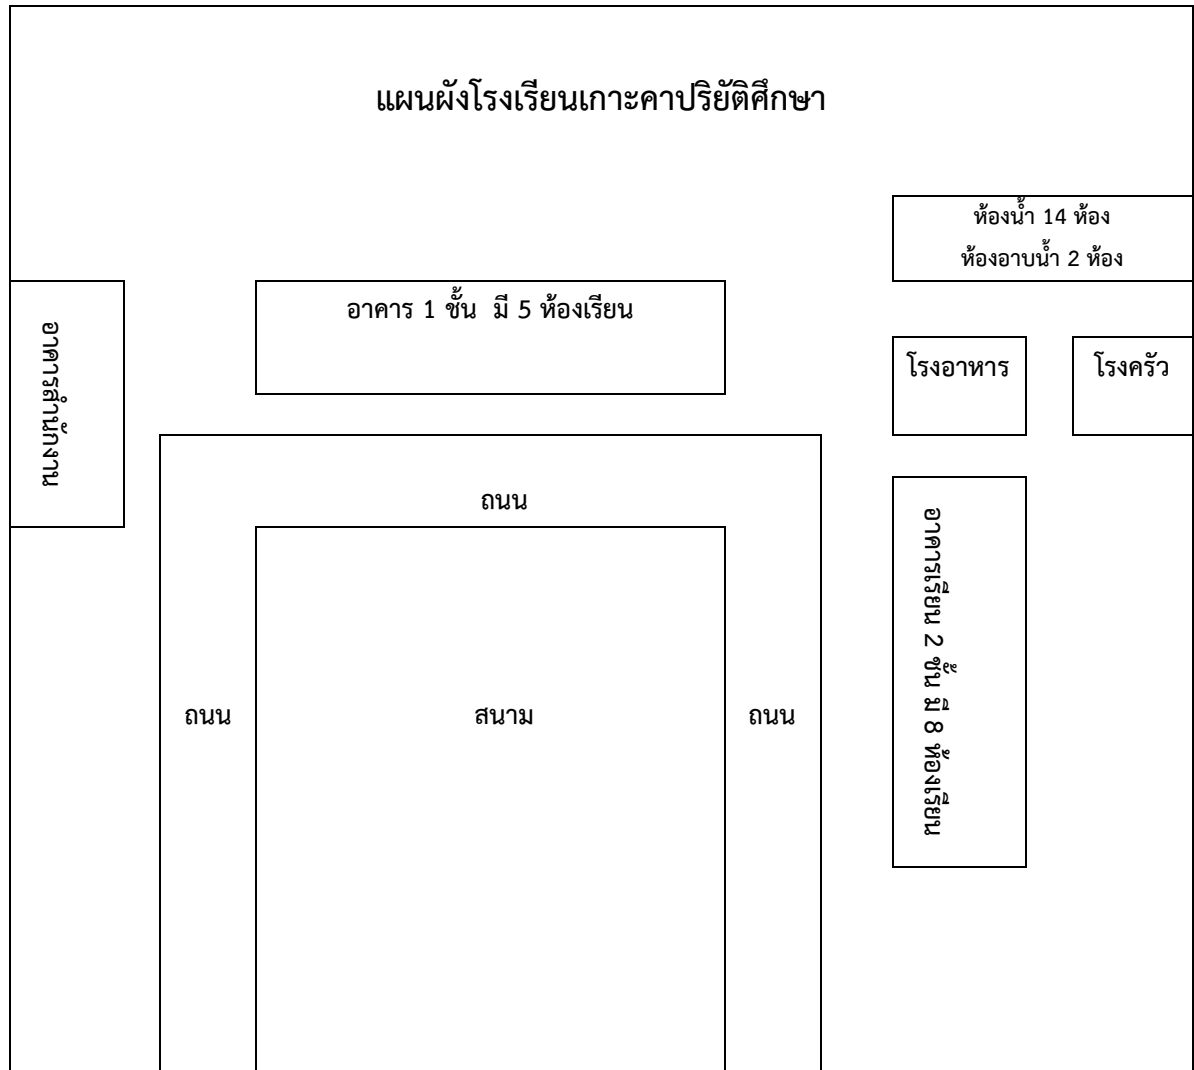 แผนผังโรงเรียนเกาะคาปริยัติศึกษา
ห้องน้ำ 14 ห้อง
ห้องอาบน้ำ 2 ห้อง
อาคาร 1 ชั้น  มี 5 ห้องเรียน
อาคารสำนักงาน
โรงอาหาร
โรงครัว
ถนน
อาคารเรียน 2 ชั้น มี 8 ห้องเรียน
ถนน
สนาม
ถนน